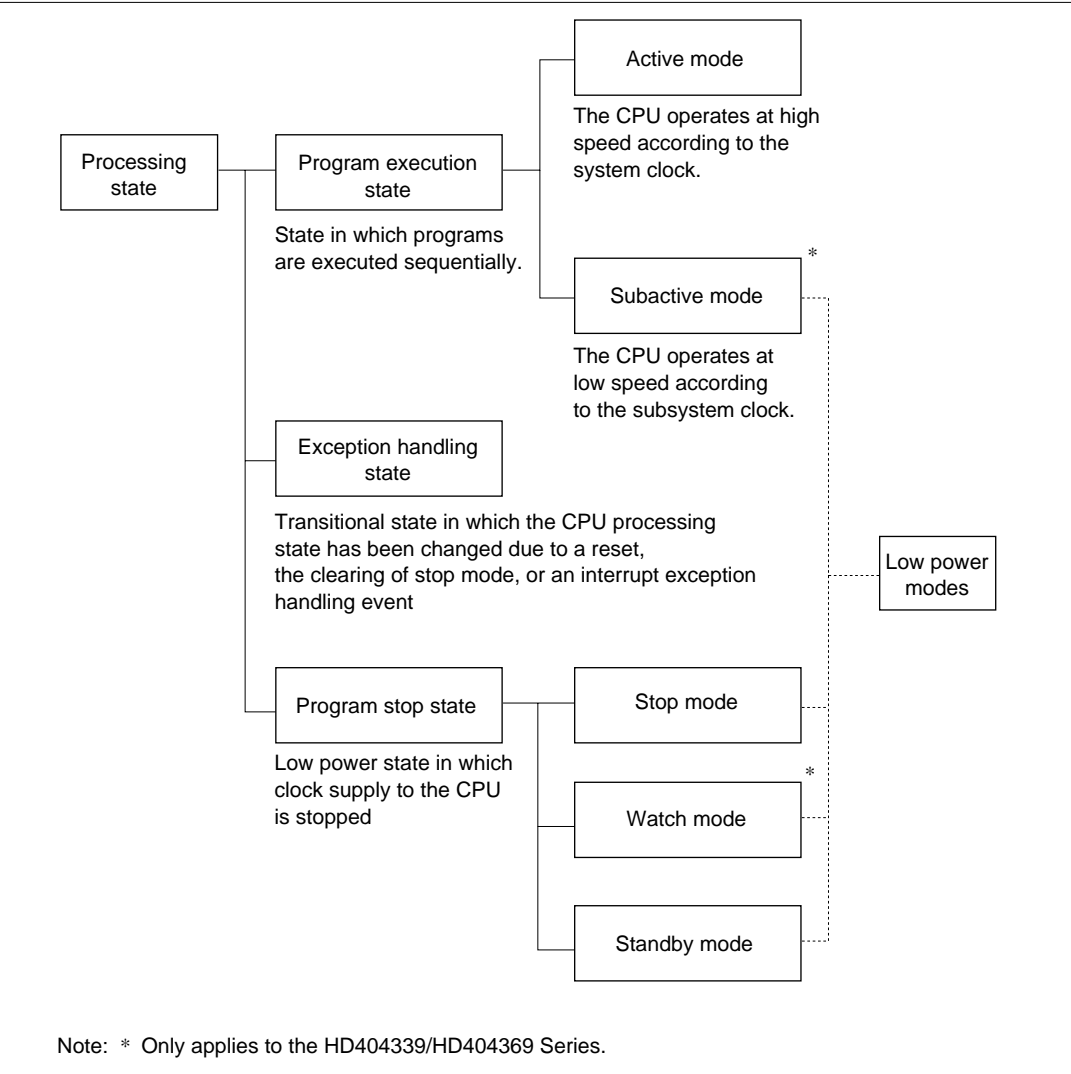 Active mode
The CPU operates at high
speed according to the
system clock.
Processing
state
Program execution
state
State in which programs
are executed sequentially.
*
Subactive mode
The CPU operates at
low speed according
to the subsystem clock.
Exception handling
state
Transitional state in which the CPU processing
state has been changed due to a reset,
the clearing of stop mode, or an interrupt exception
handling event
Low power
modes
Program stop state
Low power state in which
clock supply to the CPU
is stopped
Stop mode
*
Watch mode
Standby mode
Note: * Only applies to the HD404339/HD404369 Series.